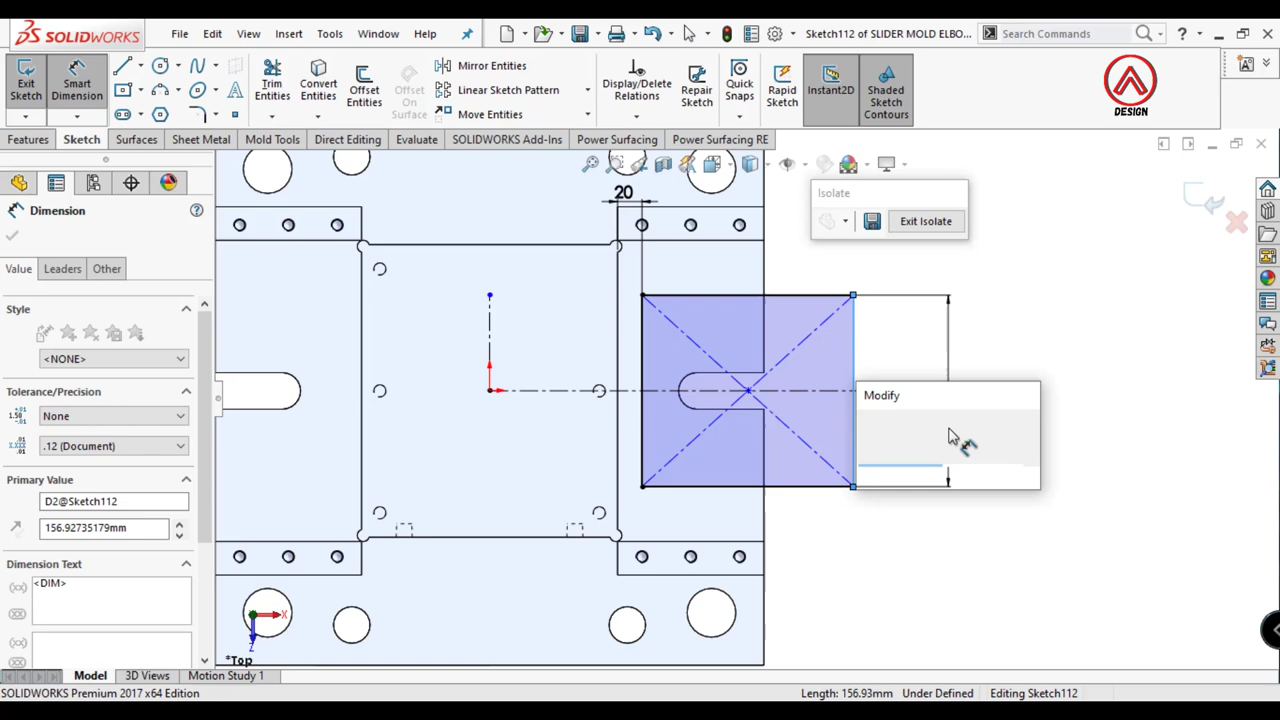 SOLIDWORKS
File Edit View Insert Tools Window Help
Sketch112 of SLIDER MOLD ELBO...
Search Commands
Exit Sketch
Smart Dimension
Trim Entities
Convert Entities
Offset Entities
Offset On Surface
Mirror Entities
Linear Sketch Pattern
Move Entities
Display/Delete Relations
Repair Sketch
Quick Snaps
Rapid Sketch
Instant2D
Shaded Sketch Contours
DESIGN
Features Sketch Surfaces Sheet Metal Mold Tools Direct Editing Evaluate SOLIDWORKS Add-Ins Power Surfacing Power Surfacing RE
Dimension
Value Leaders Other
Style
<NONE>
Tolerance/Precision
None
.12 (Document)
Primary Value
D2@Sketch112
156.92735179mm
Dimension Text
<DIM>
20
Isolate
Exit Isolate
Modify
X
Z
*Top
Model 3D Views Motion Study 1
SOLIDWORKS Premium 2017 x64 Edition
Length: 156.93mm Under Defined Editing Sketch112